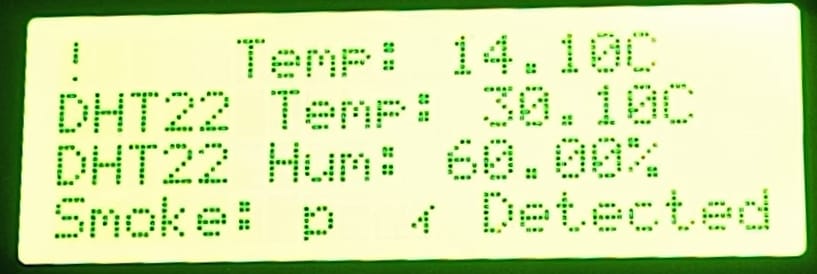 ! Temp: 14.10C
DHT22 Temp: 30.10C
DHT22 Hum: 60.00%
Smoke: p Detected